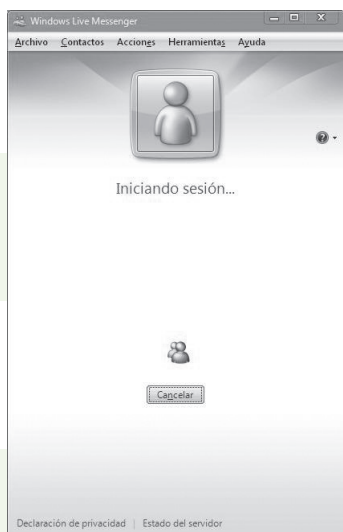 Windows Live Messenger
Archivo Contactos Acciones Herramientas Ayuda
Iniciando sesión...
Cancelar
Declaración de privacidad | Estado del servidor